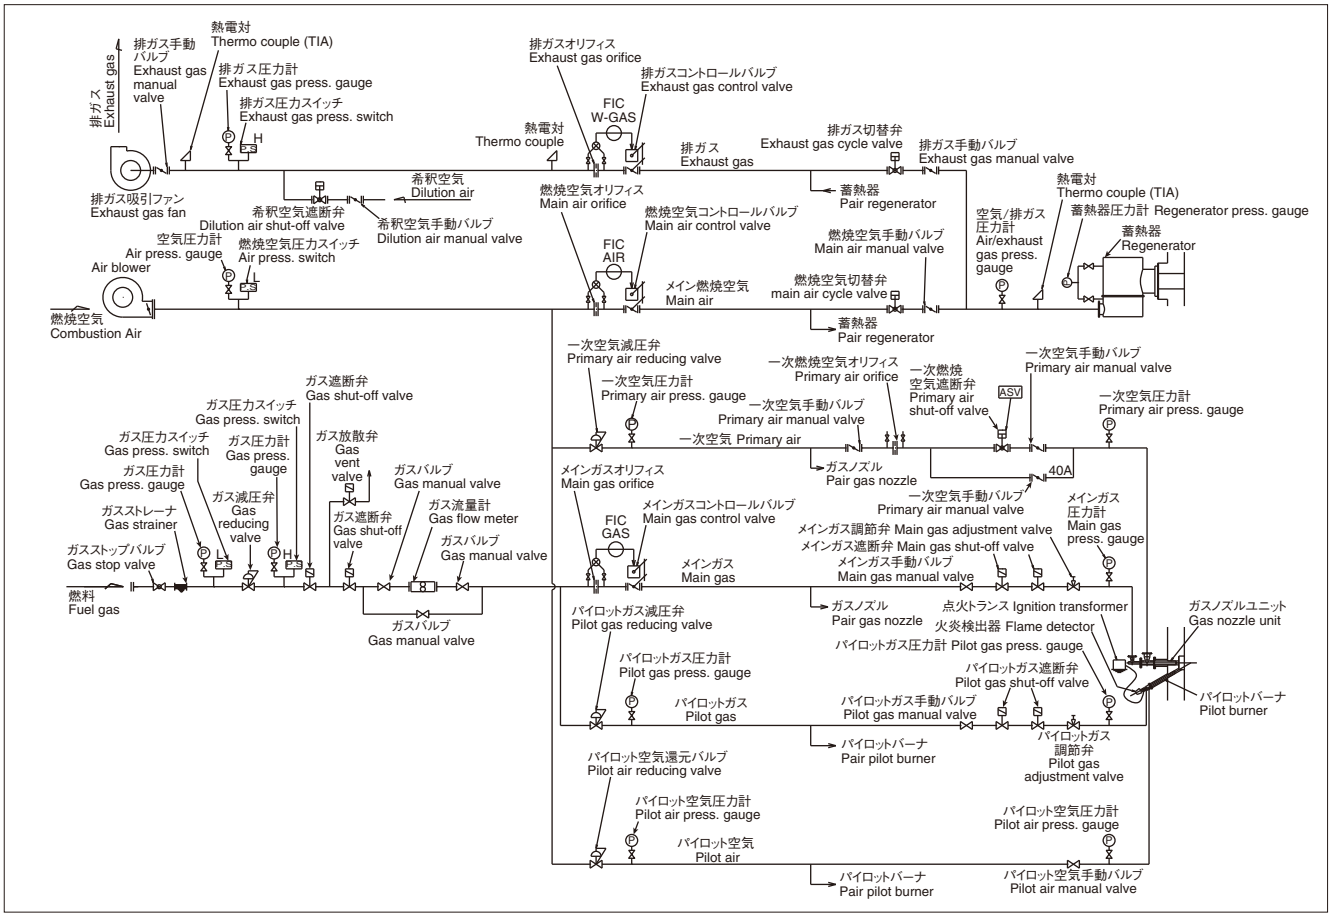 排ガス
Exhaust gas
排ガス手動
バルブ
Exhaust gas
manual
valve
熱電対
Thermo couple (TIA)
排ガス圧力計
Exhaust gas press. gauge
排ガス圧力スイッチ
Exhaust gas press. switch
P
P.S
H
排ガス吸引ファン
Exhaust gas fan
熱電対
Thermo couple
排ガスオリフィス
Exhaust gas orifice
排ガスコントロールバルブ
Exhaust gas control valve
FIC
W-GAS
排ガス
Exhaust gas
排ガス切替弁
Exhaust gas cycle valve
排ガス手動バルブ
Exhaust gas manual valve
蓄熱器
Pair regenerator
希釈空気
Dilution air
希釈空気遮断弁
Dilution air shut-off valve
希釈空気手動バルブ
Dilution air manual valve
熱電対
Thermo couple (TIA)
蓄熱器圧力計 Regenerator press. gauge
蓄熱器
Regenerator
空気/排ガス
圧力計
Air/exhaust
gas press.
gauge
P
P
空気圧力計
Air press. gauge
燃焼空気圧力スイッチ
Air press. switch
P
P.S
L
Air blower
燃焼空気
Combustion Air
燃焼空気オリフィス
Main air orifice
燃焼空気コントロールバルブ
Main air control valve
FIC
AIR
メイン燃焼空気
Main air
燃焼空気手動バルブ
Main air manual valve
燃焼空気切替弁
main air cycle valve
蓄熱器
Pair regenerator
一次空気減圧弁
Primary air reducing valve
一次空気圧力計
Primary air press. gauge
P
一次空気 Primary air
一次燃焼空気オリフィス
Primary air orifice
一次空気手動バルブ
Primary air manual valve
一次燃焼
空気遮断弁
Primary air
shut-off valve
ASV
一次空気手動バルブ
Primary air manual valve
一次空気圧力計
Primary air press. gauge
P
ガスノズル
Pair gas nozzle
40A
一次空気手動バルブ
Primary air manual valve
ガス遮断弁
Gas shut-off valve
ガス圧力スイッチ
Gas press.
switch
ガス圧力スイッチ
Gas press.
switch
ガス圧力計
Gas press.
gauge
ガス放散弁
Gas
vent
valve
ガス圧力計
Gas press. gauge
ガス減圧弁
Gas
reducing
valve
ガスストレーナ
Gas strainer
ガスストップバルブ
Gas stop valve
P
L
P.S
P
H
P.S
燃料
Fuel gas
ガス遮断弁
Gas shut-off
valve
ガスバルブ
Gas manual valve
ガス流量計
Gas flow meter
ガスバルブ
Gas manual valve
8
ガスバルブ
Gas manual valve
メインガスオリフィス
Main gas orifice
メインガスコントロールバルブ
Main gas control valve
FIC
GAS
メインガス
Main gas
メインガス調節弁 Main gas adjustment valve
メインガス遮断弁 Main gas shut-off valve
メインガス手動バルブ
Main gas manual valve
メインガス
圧力計
Main gas
press. gauge
P
ガスノズル
Pair gas nozzle
点火トランス Ignition transformer
火炎検出器 Flame detector
パイロットガス圧力計 Pilot gas press. gauge
ガスノズルユニット
Gas nozzle unit
パイロットバーナ
Pilot burner
パイロットガス減圧弁
Pilot gas reducing valve
パイロットガス圧力計
Pilot gas press. gauge
P
パイロットガス
Pilot gas
パイロットガス遮断弁
Pilot gas shut-off valve
パイロットガス手動バルブ
Pilot gas manual valve
P
パイロットガス
調節弁
Pilot gas
adjustment valve
パイロットバーナ
Pair pilot burner
パイロット空気還元バルブ
Pilot air reducing valve
パイロット空気圧力計
Pilot air press. gauge
P
パイロット空気
Pilot air
パイロット空気圧力計
Pilot air press. gauge
P
パイロット空気手動バルブ
Pilot air manual valve
パイロットバーナ
Pair pilot burner